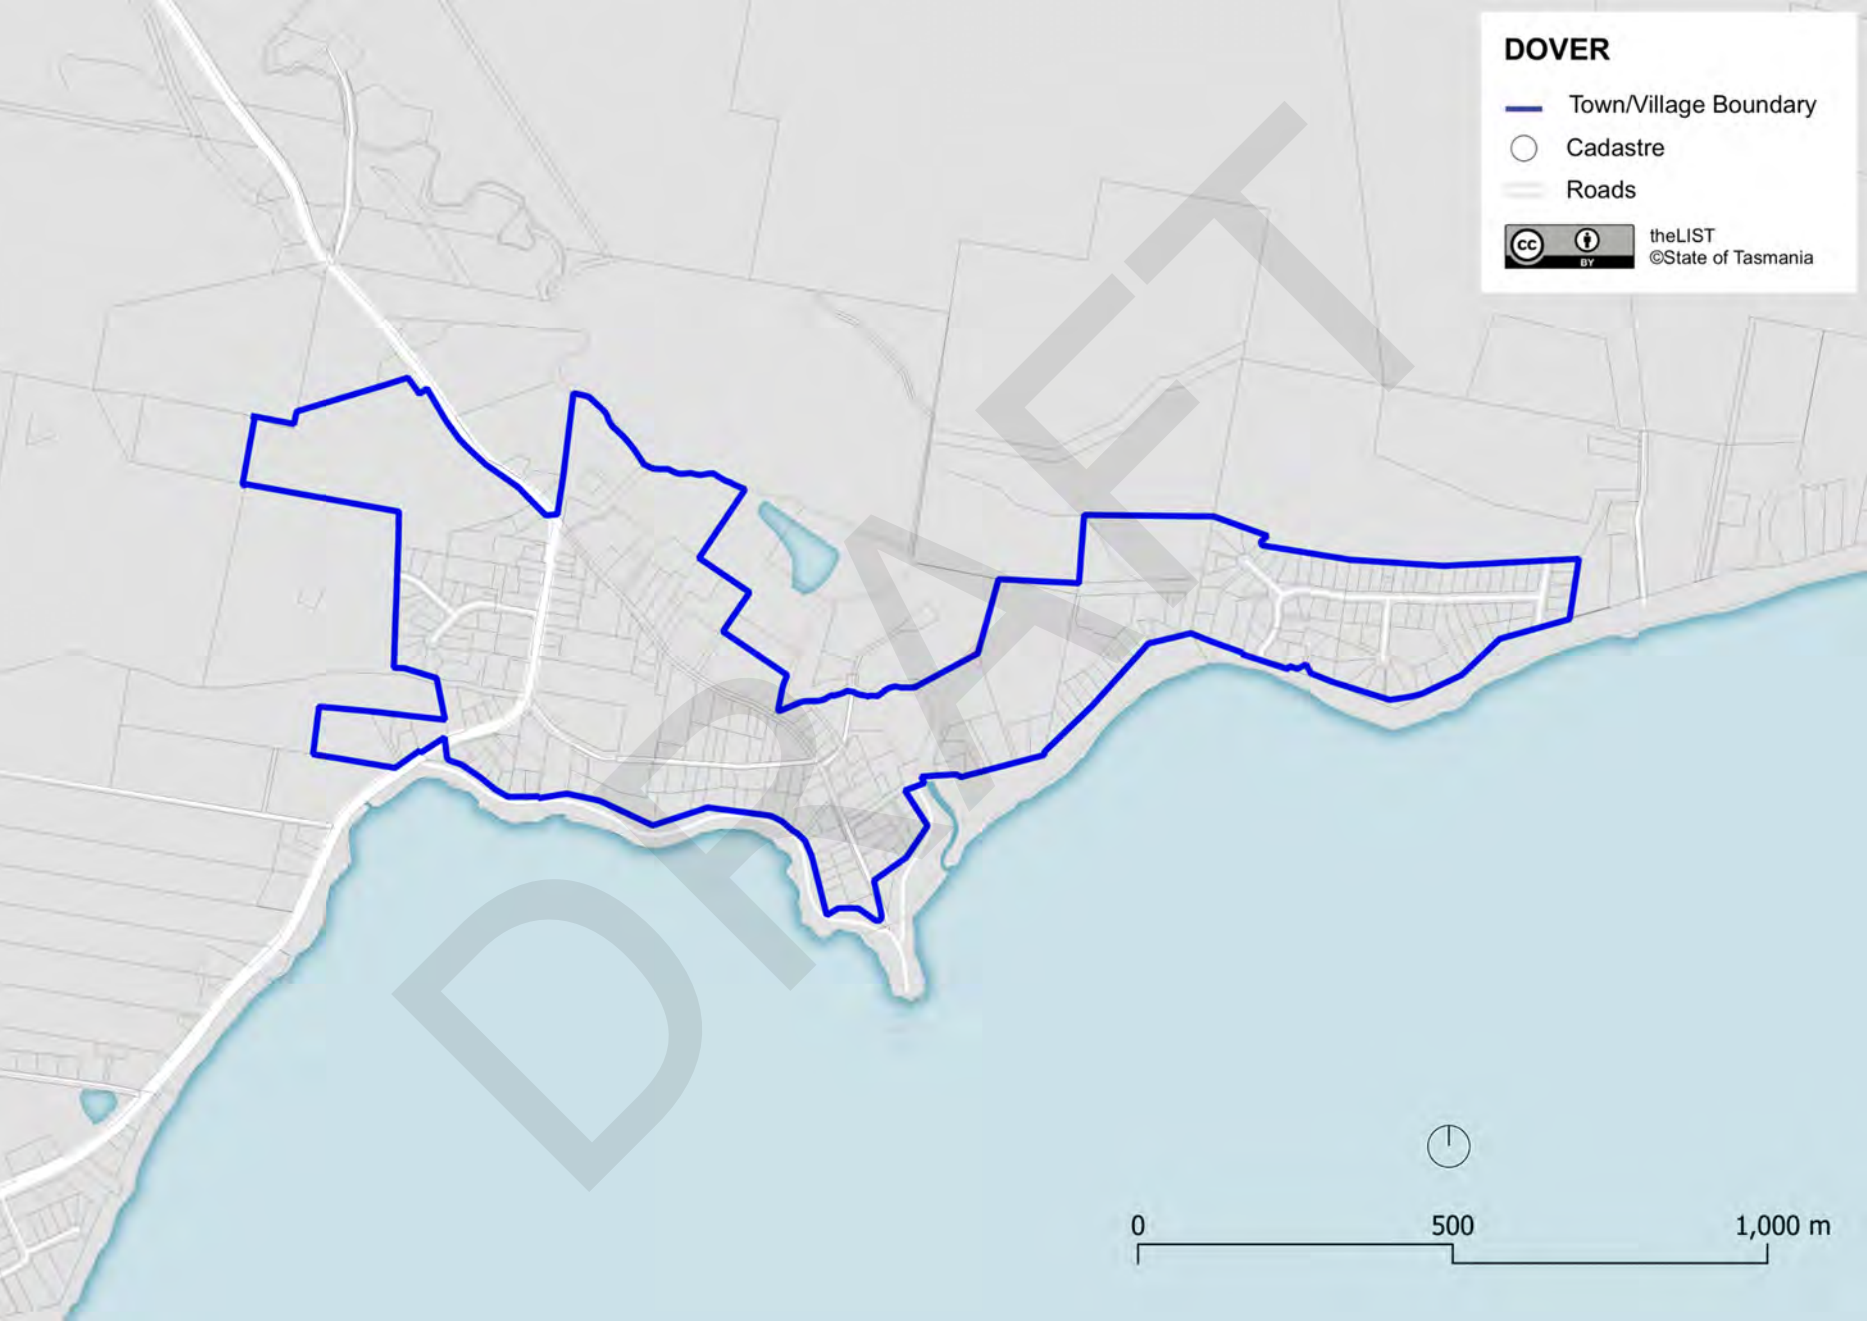 DOVER
Town/Village Boundary
Cadastre
Roads
cc
BY
theLIST
©State of Tasmania
DRAFT
0 500 1,000 m